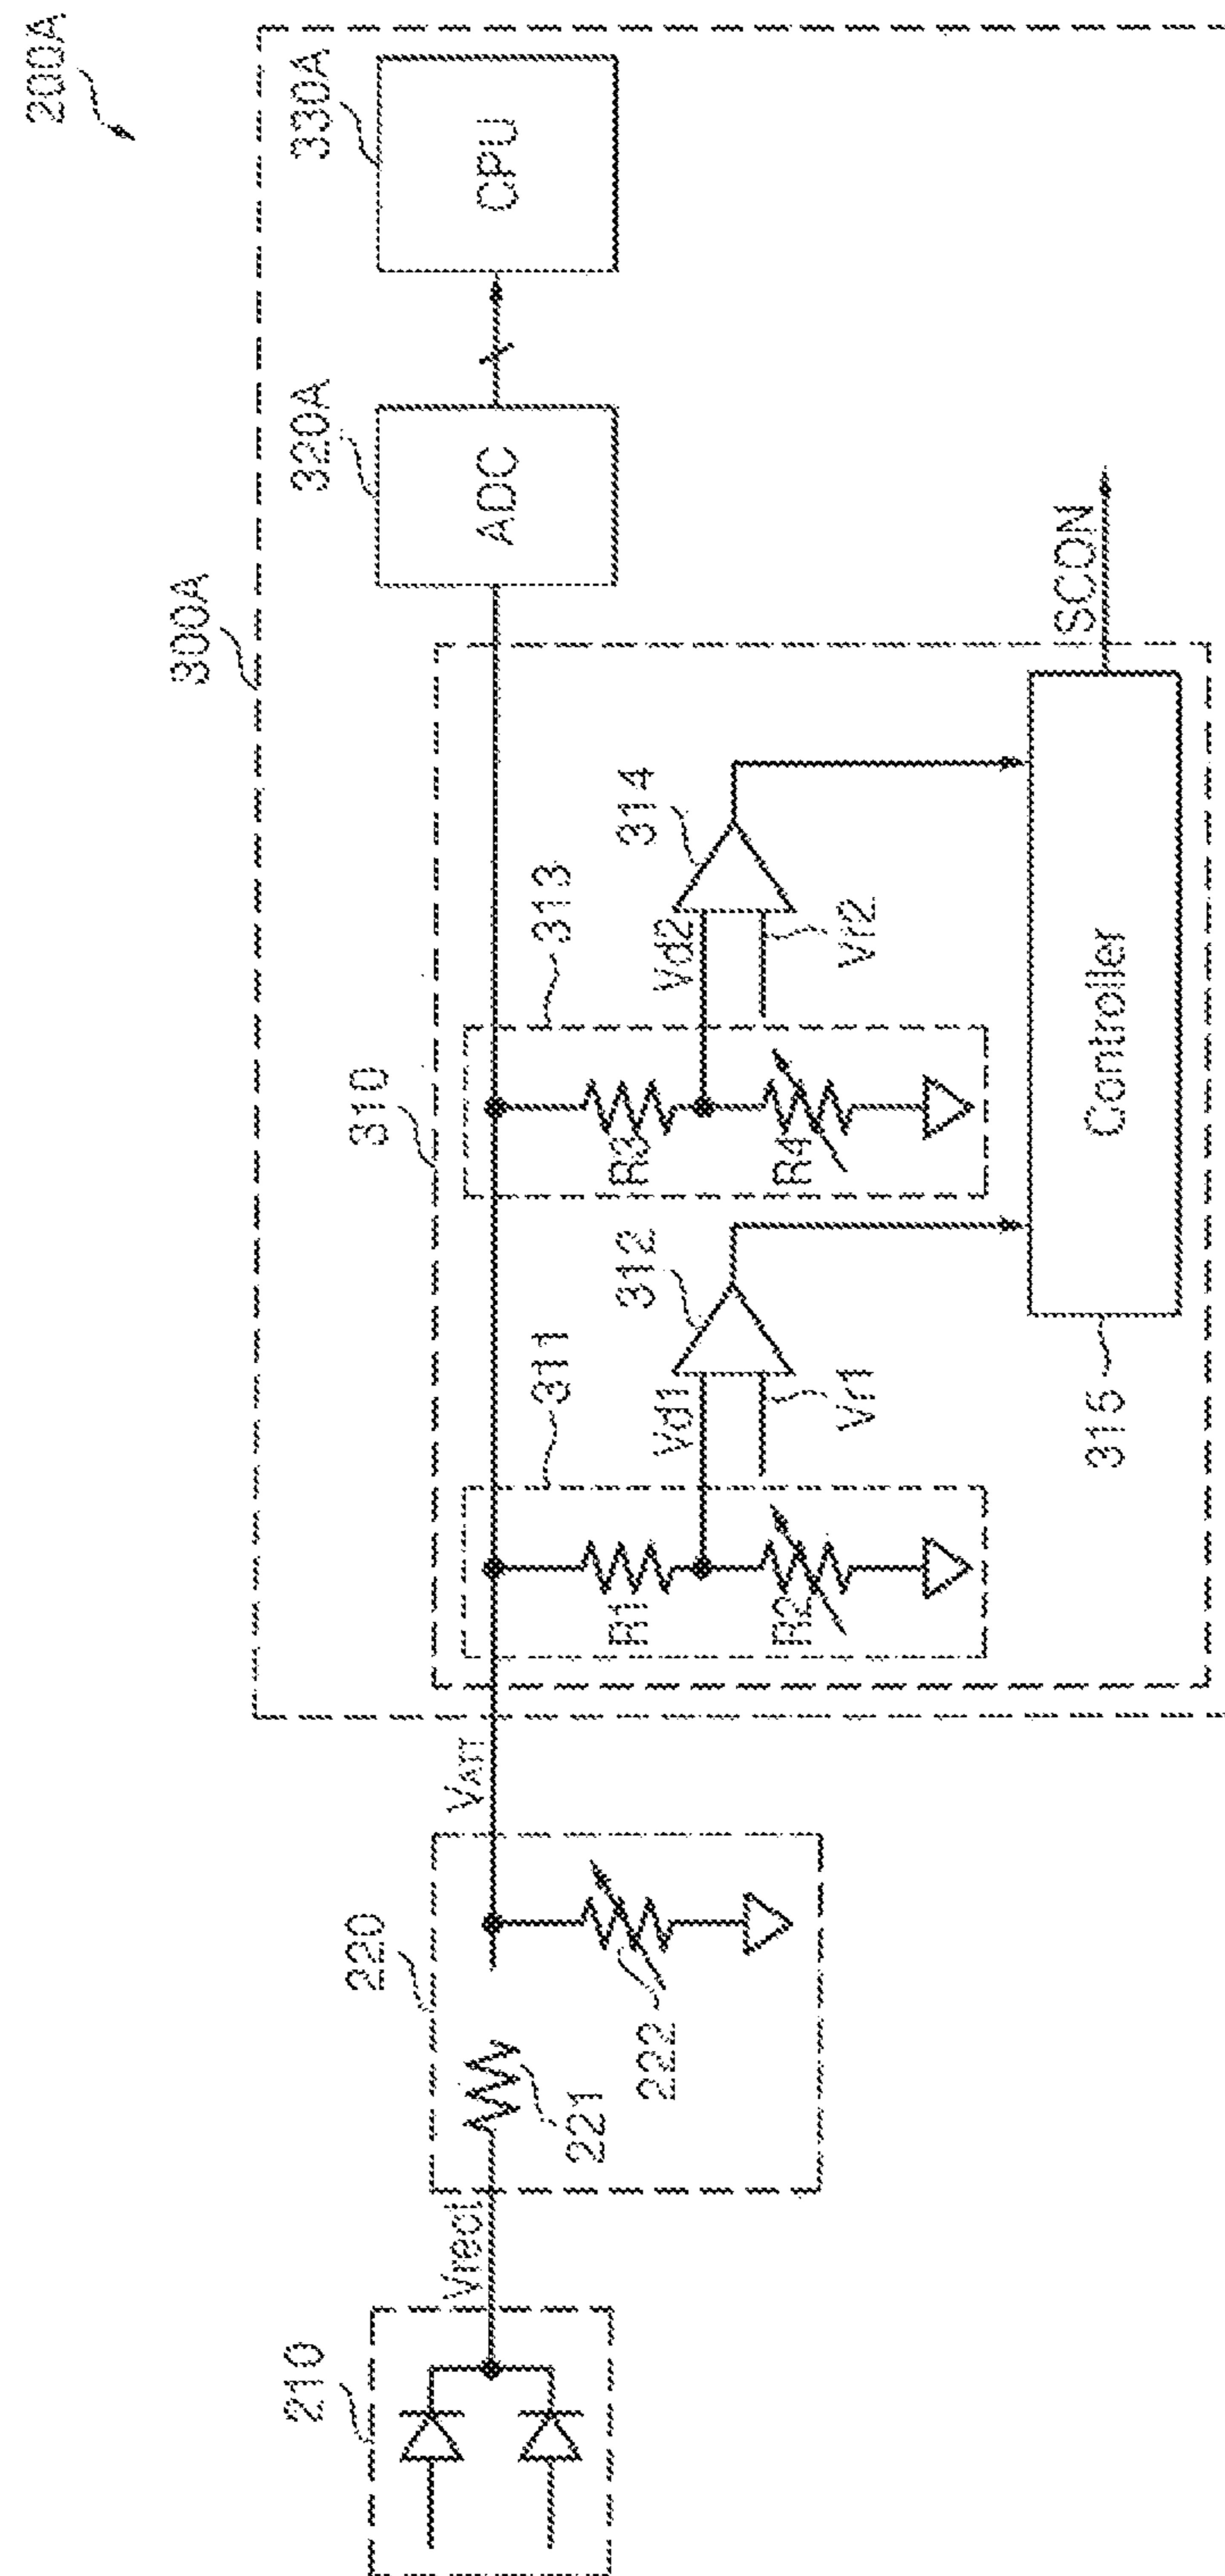 200A
300A
330A
CPU
320A
ADC
310
313
314
Vd2
Vr2
R3
R4
SCON
311
312
Vd1
Vr1
R1
R2
Controller
315
VATT
220
222
221
Vrect
210